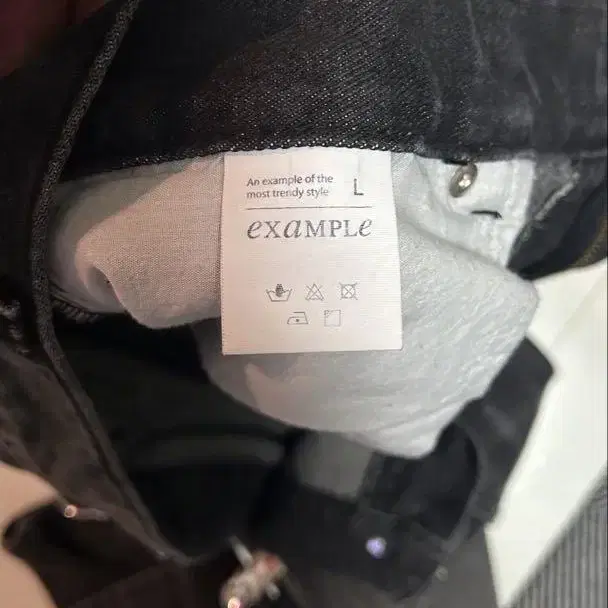 An example of the
most trendy style L
exaMPLe